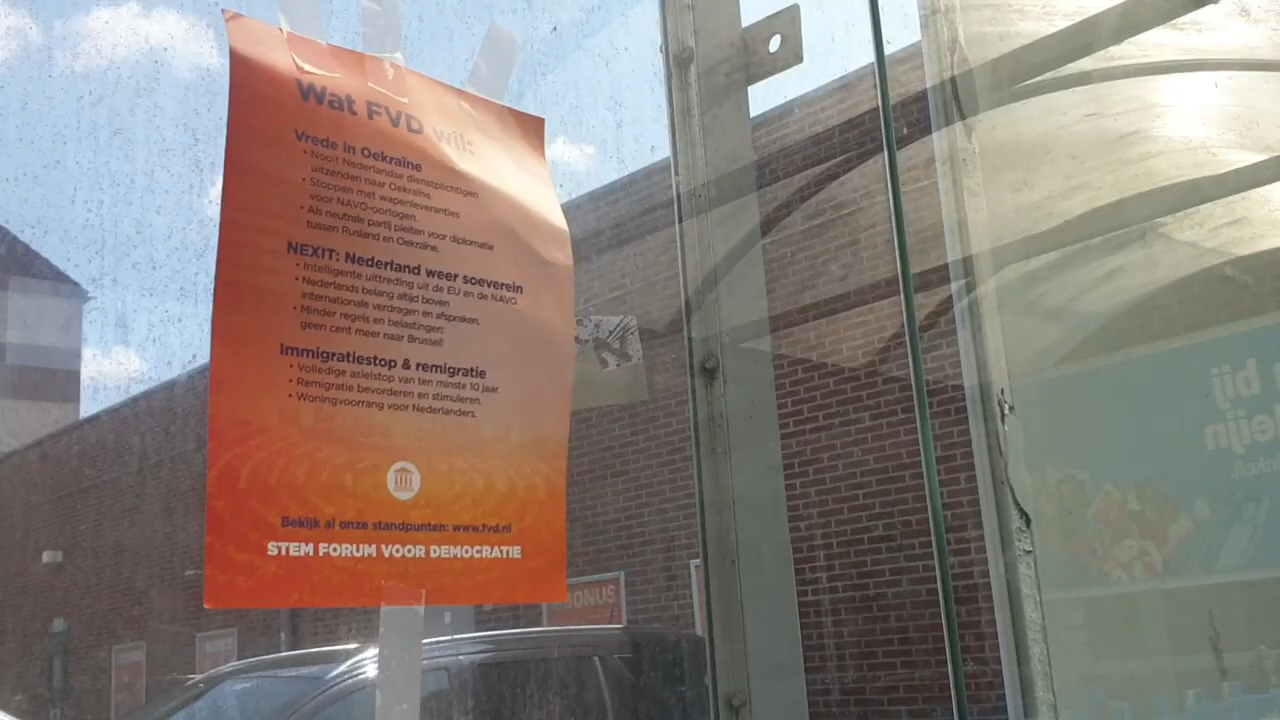 Wat FVD wil:
Vrede in Oekraïne
• Nooit Nederlandse dienstplichtigen
uitzenden naar Oekraïne.
• Stoppen met wapenleveranties
voor NAVO-oorlogen.
• Als neutrale partij pleiten voor diplomatie
tussen Rusland en Oekraïne.
NEXIT: Nederland weer soeverein
• Intelligente uittreding uit de EU en de NAVO.
• Nederlands belang altijd boven
internationale verdragen en afspraken.
• Minder regels en belastingen:
geen cent meer naar Brussel!
Immigratiestop & remigratie
• Volledige asielstop van ten minste 10 jaar.
• Remigratie bevorderen en stimuleren.
• Woningvoorrang voor Nederlanders.
Bekijk al onze standpunten: www.fvd.nl
STEM FORUM VOOR DEMOCRATIE
BONUS
bij